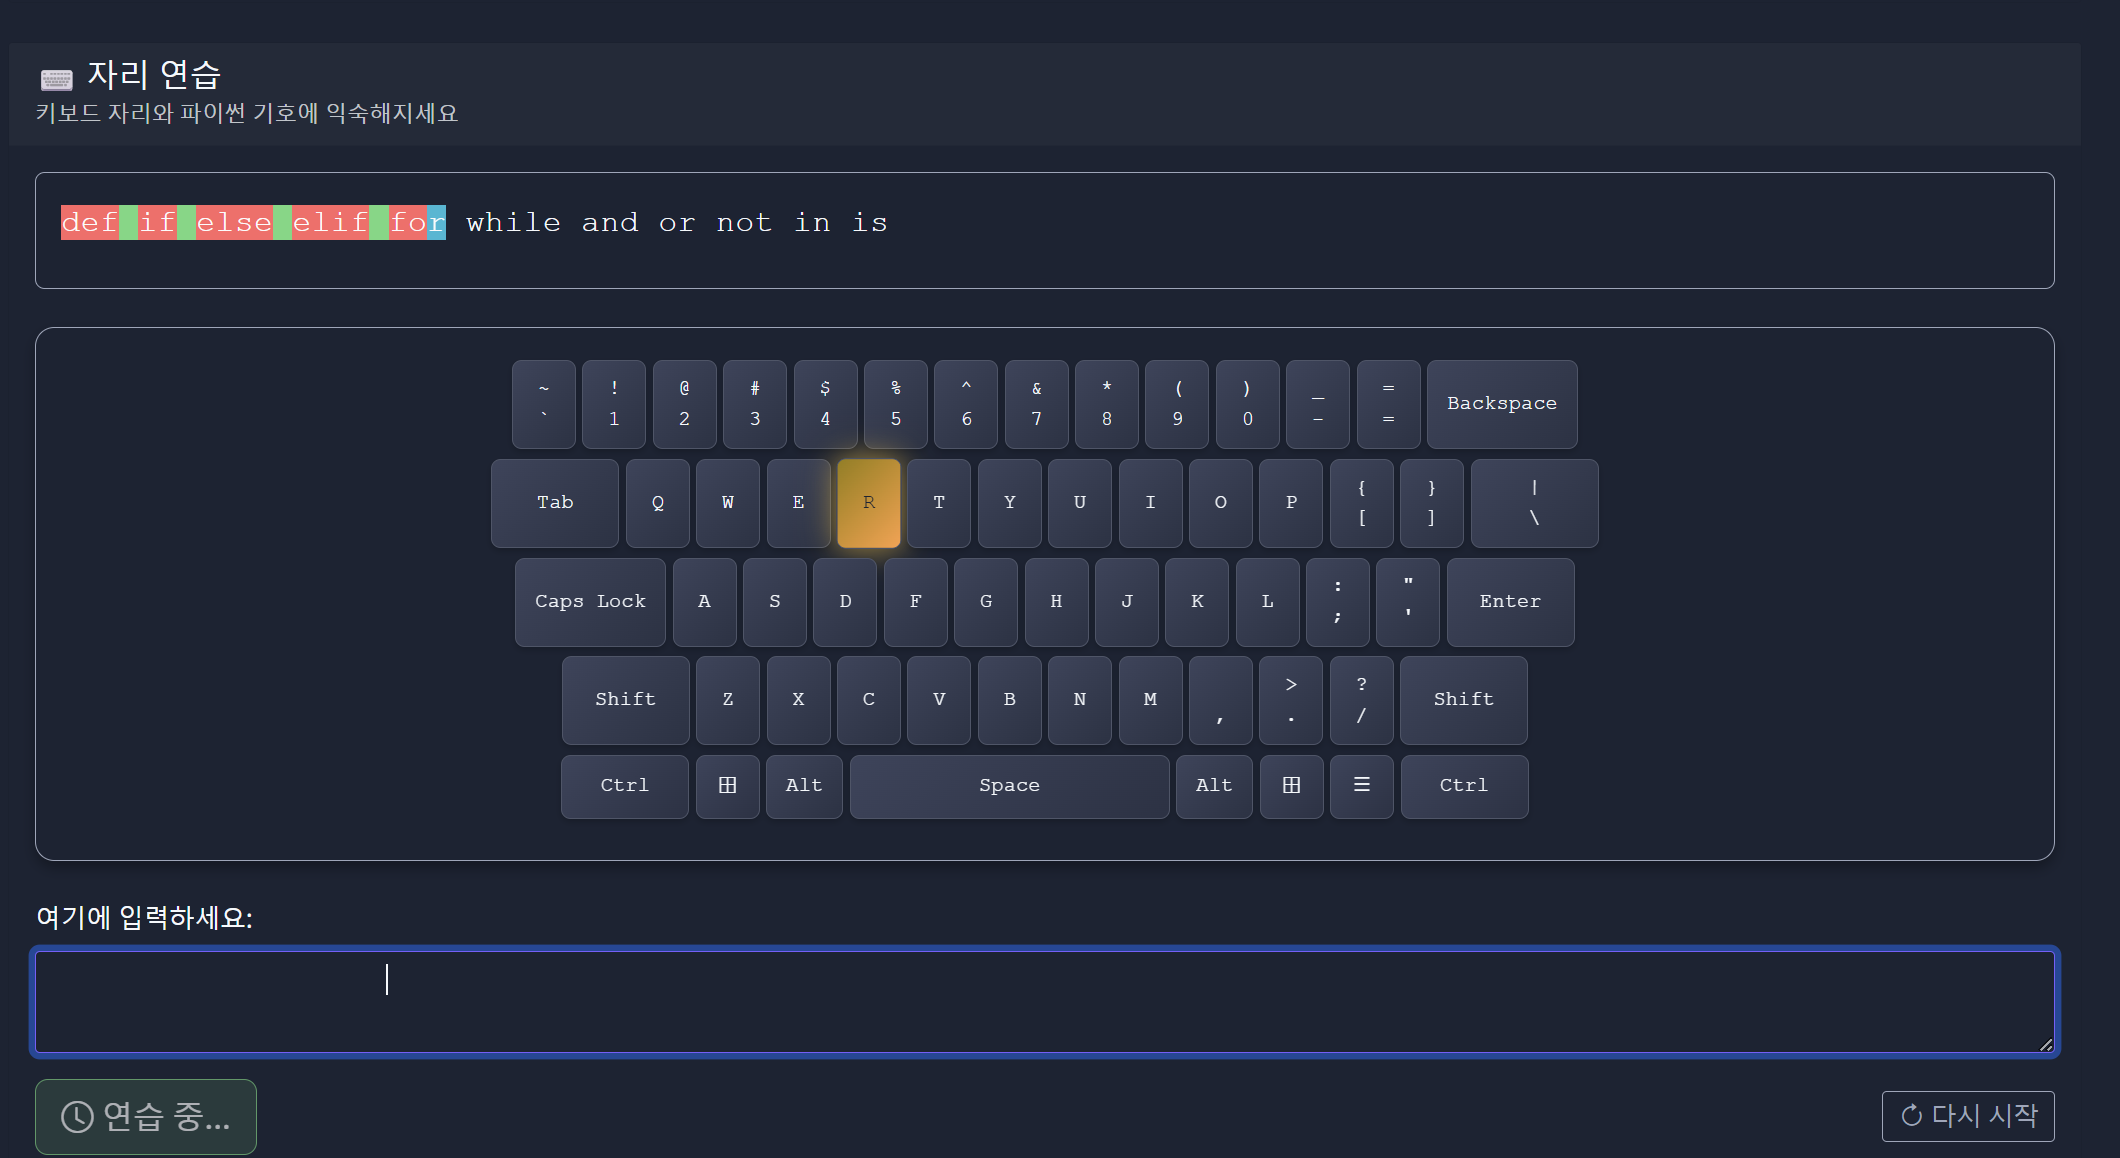 자리 연습
키보드 자리와 파이썬 기호에 익숙해지세요
def if else elif for while and or not in is
~ ! @ # $ % ^ & * ( ) _ =
` 1 2 3 4 5 6 7 8 9 0 - = Backspace
Tab Q W E R T Y U I O P { [ } ] | \
Caps Lock A S D F G H J K L : ; " ' Enter
Shift Z X C V B N M , > . ? / Shift
Ctrl Alt Space Alt ☰ Ctrl
여기에 입력하세요:
연습 중...
다시 시작